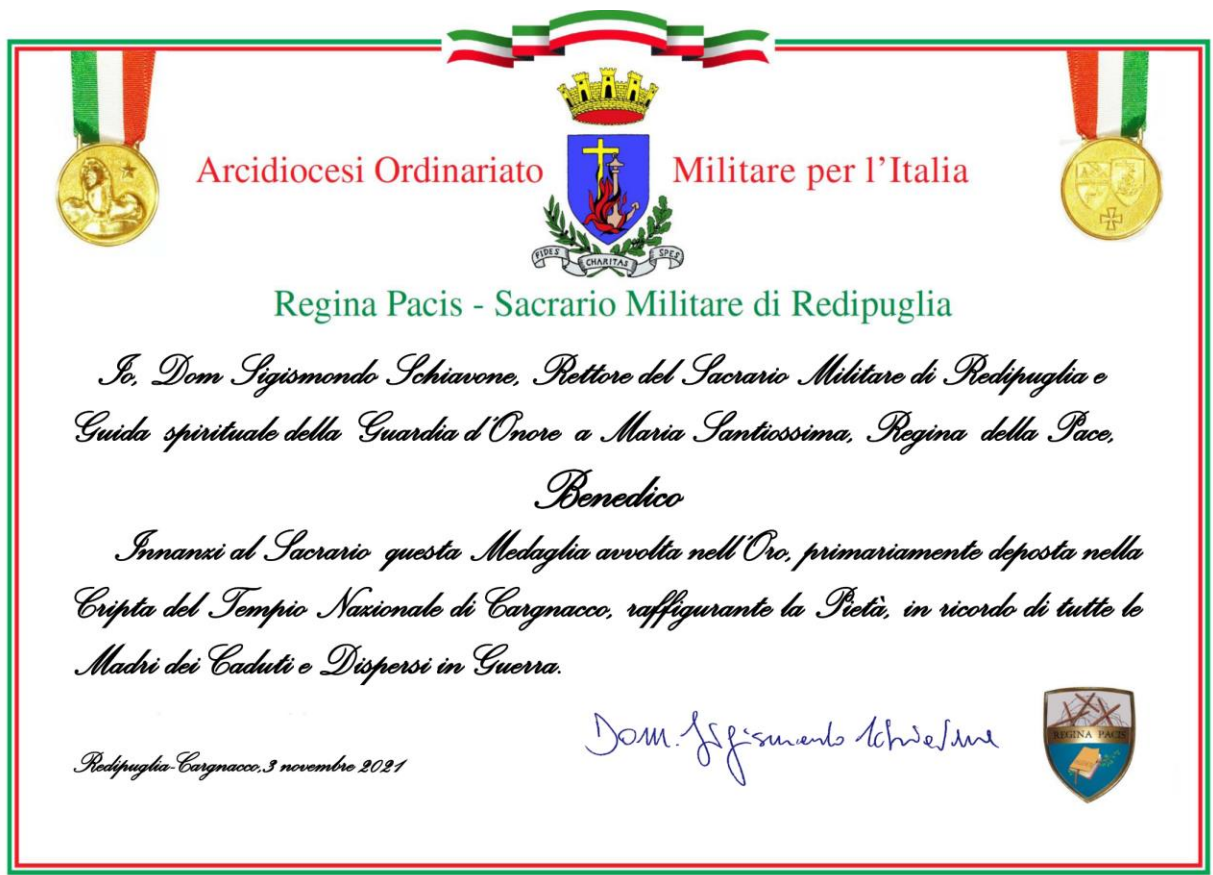 Arcidiocesi Ordinariato Militare per l'Italia
FIDES CHARITAS SPES
Regina Pacis - Sacrario Militare di Redipuglia
Io, Dom Sigismondo Schiavone, Rettore del Sacrario Militare di Redipuglia e
Guida spirituale della Guardia d'Onore a Maria Santiossima, Regina della Pace,
Benedico
Innanzi al Sacrario questa Medaglia avvolta nell'Oro, primariamente deposta nella
Cripta del Tempio Nazionale di Cargnacco, raffigurante la Pietà, in ricordo di tutte le
Madri dei Caduti e Dispersi in Guerra.
Dom. Sigismondo Schiavone
REGINA PACIS
Redipuglia-Cargnacco, 3 novembre 2021